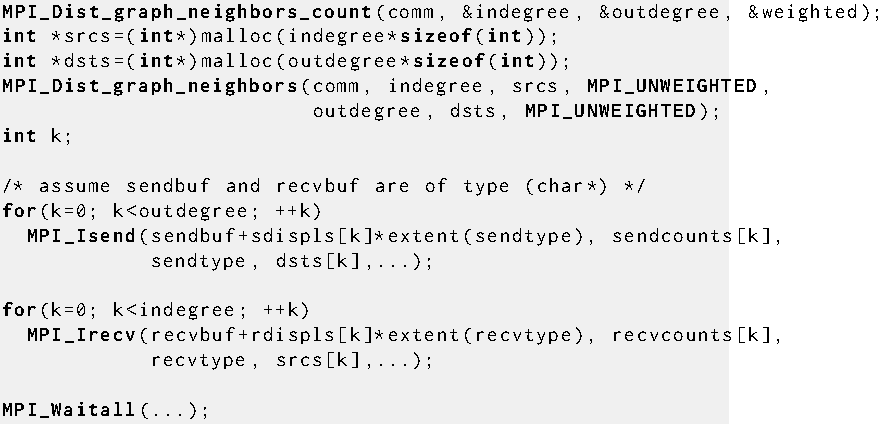 MPI_Dist_graph_neighbors_count(comm, &indegree, &outdegree, &weighted);
int *srcs=(int*)malloc(indegree*sizeof(int));
int *dsts=(int*)malloc(outdegree*sizeof(int));
MPI_Dist_graph_neighbors(comm, indegree, srcs, MPI_UNWEIGHTED,
outdegree, dsts, MPI_UNWEIGHTED);
int k;
/* assume sendbuf and recvbuf are of type (char*) */
for(k=0; k<outdegree; ++k)
MPI_Isend(sendbuf+sdispls[k]*extent(sendtype), sendcounts[k],
sendtype, dsts[k],...);
for(k=0; k<indegree; ++k)
MPI_Irecv(recvbuf+rdispls[k]*extent(recvtype), recvcounts[k],
recvtype, srcs[k],...);
MPI_Waitall(...);